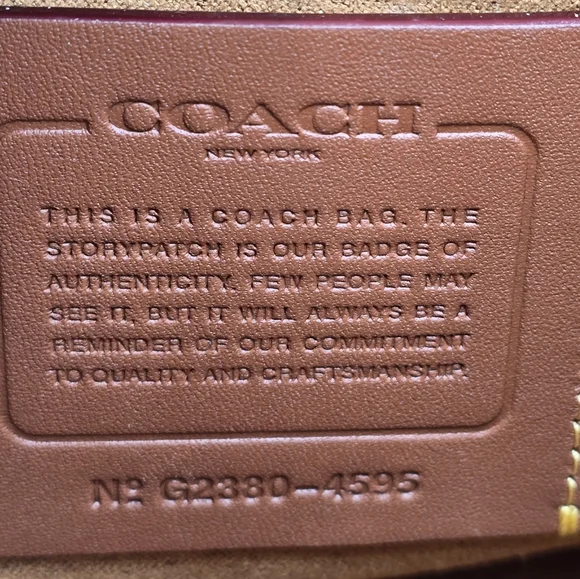 COACH
NEW YORK
THIS IS A COACH BAG. THE
STORYPATCH IS OUR BADGE OF
AUTHENTICITY. FEW PEOPLE MAY
SEE IT, BUT IT WILL ALWAYS BE A
REMINDER OF OUR COMMITMENT
TO QUALITY AND CRAFTSMANSHIP.
Nº G2380-4595